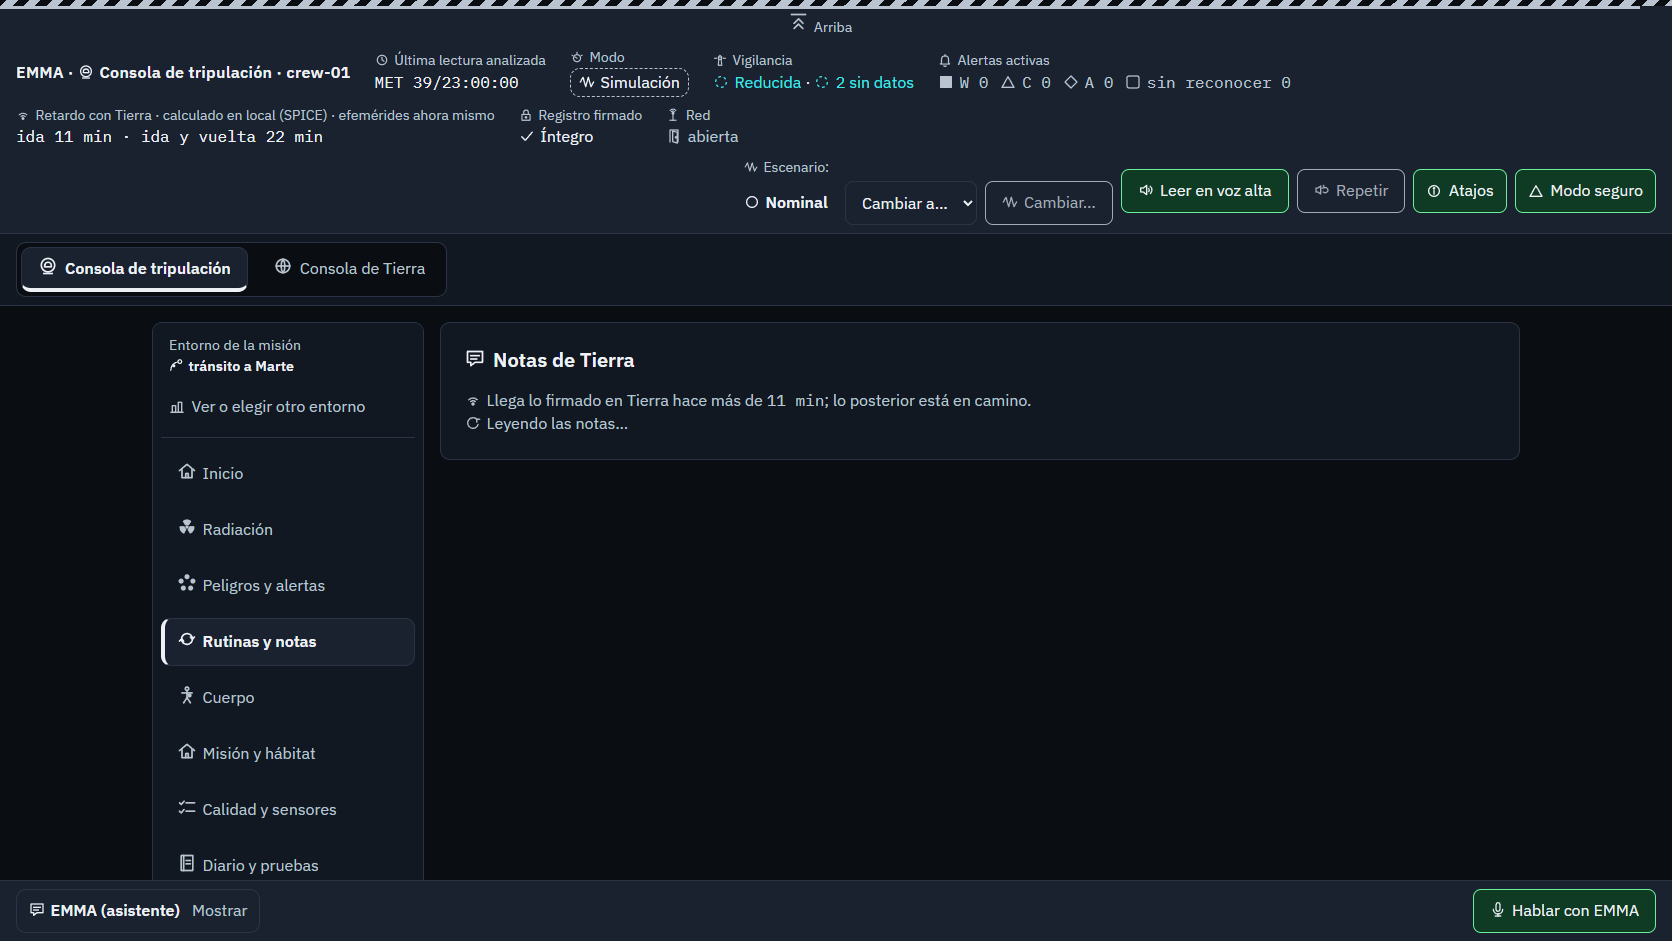 Arriba
EMMA · Consola de tripulación · crew-01
Última lectura analizada
MET 39/23:00:00
Modo
Simulación
Vigilancia
Reducida · 2 sin datos
Alertas activas
W 0 C 0 A 0 sin reconocer 0
Retardo con Tierra · calculado en local (SPICE) · efemérides ahora mismo
ida 11 min · ida y vuelta 22 min
Registro firmado
Íntegro
Red
abierta
Escenario:
Nominal
Cambiar a...
Cambiar...
Leer en voz alta
Repetir
Atajos
Modo seguro
Consola de tripulación
Consola de Tierra
Entorno de la misión
tránsito a Marte
Ver o elegir otro entorno
Inicio
Radiación
Peligros y alertas
Rutinas y notas
Cuerpo
Misión y hábitat
Calidad y sensores
Diario y pruebas
Notas de Tierra
Llega lo firmado en Tierra hace más de 11 min; lo posterior está en camino.
Leyendo las notas...
EMMA (asistente) Mostrar
Hablar con EMMA